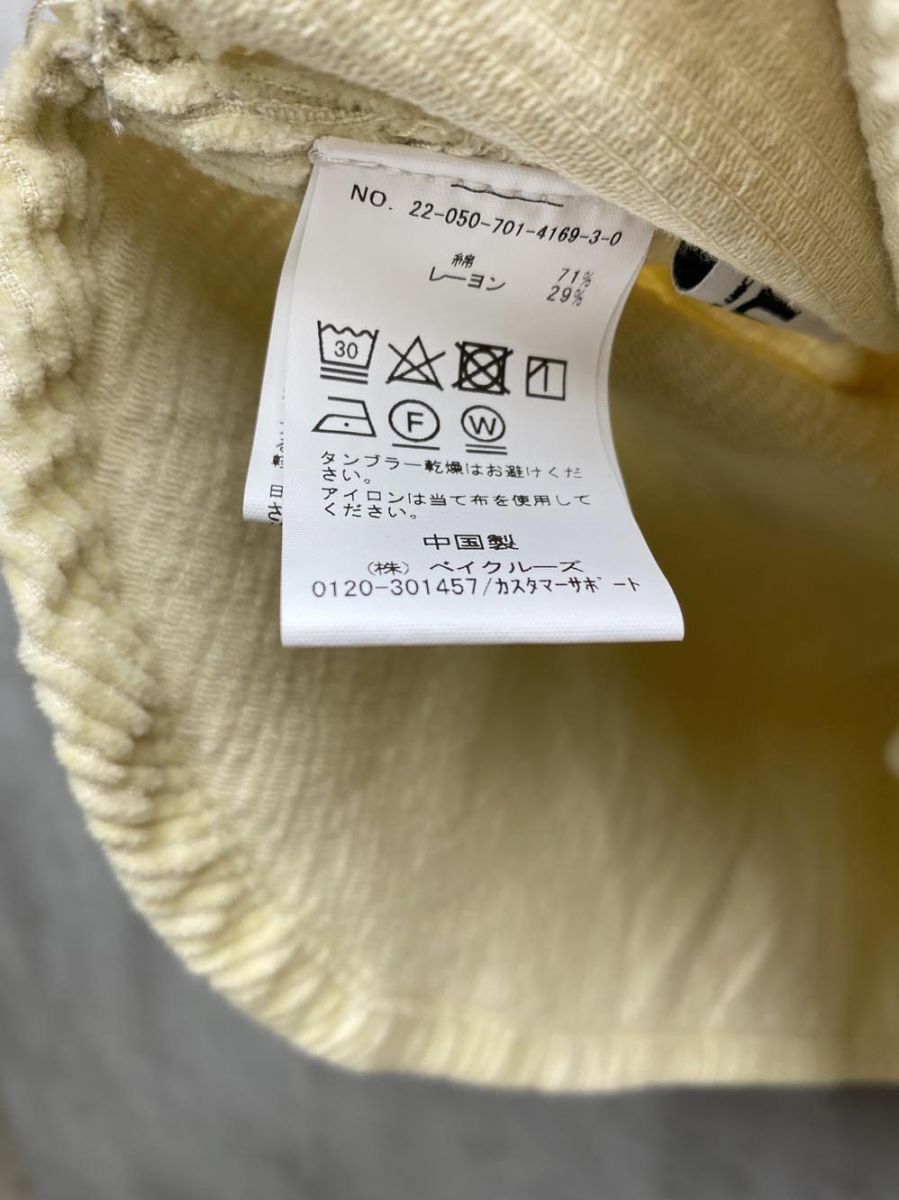 NO. 22-050-701-4169-3-0
綿 71%
レーヨン 29%
30
F
W
タンブラー乾燥はお避けくだ
さい。
アイロンは当て布を使用して
ください。
中国製
(株) ベイクルーズ
0120-301457/カスタマーサポート